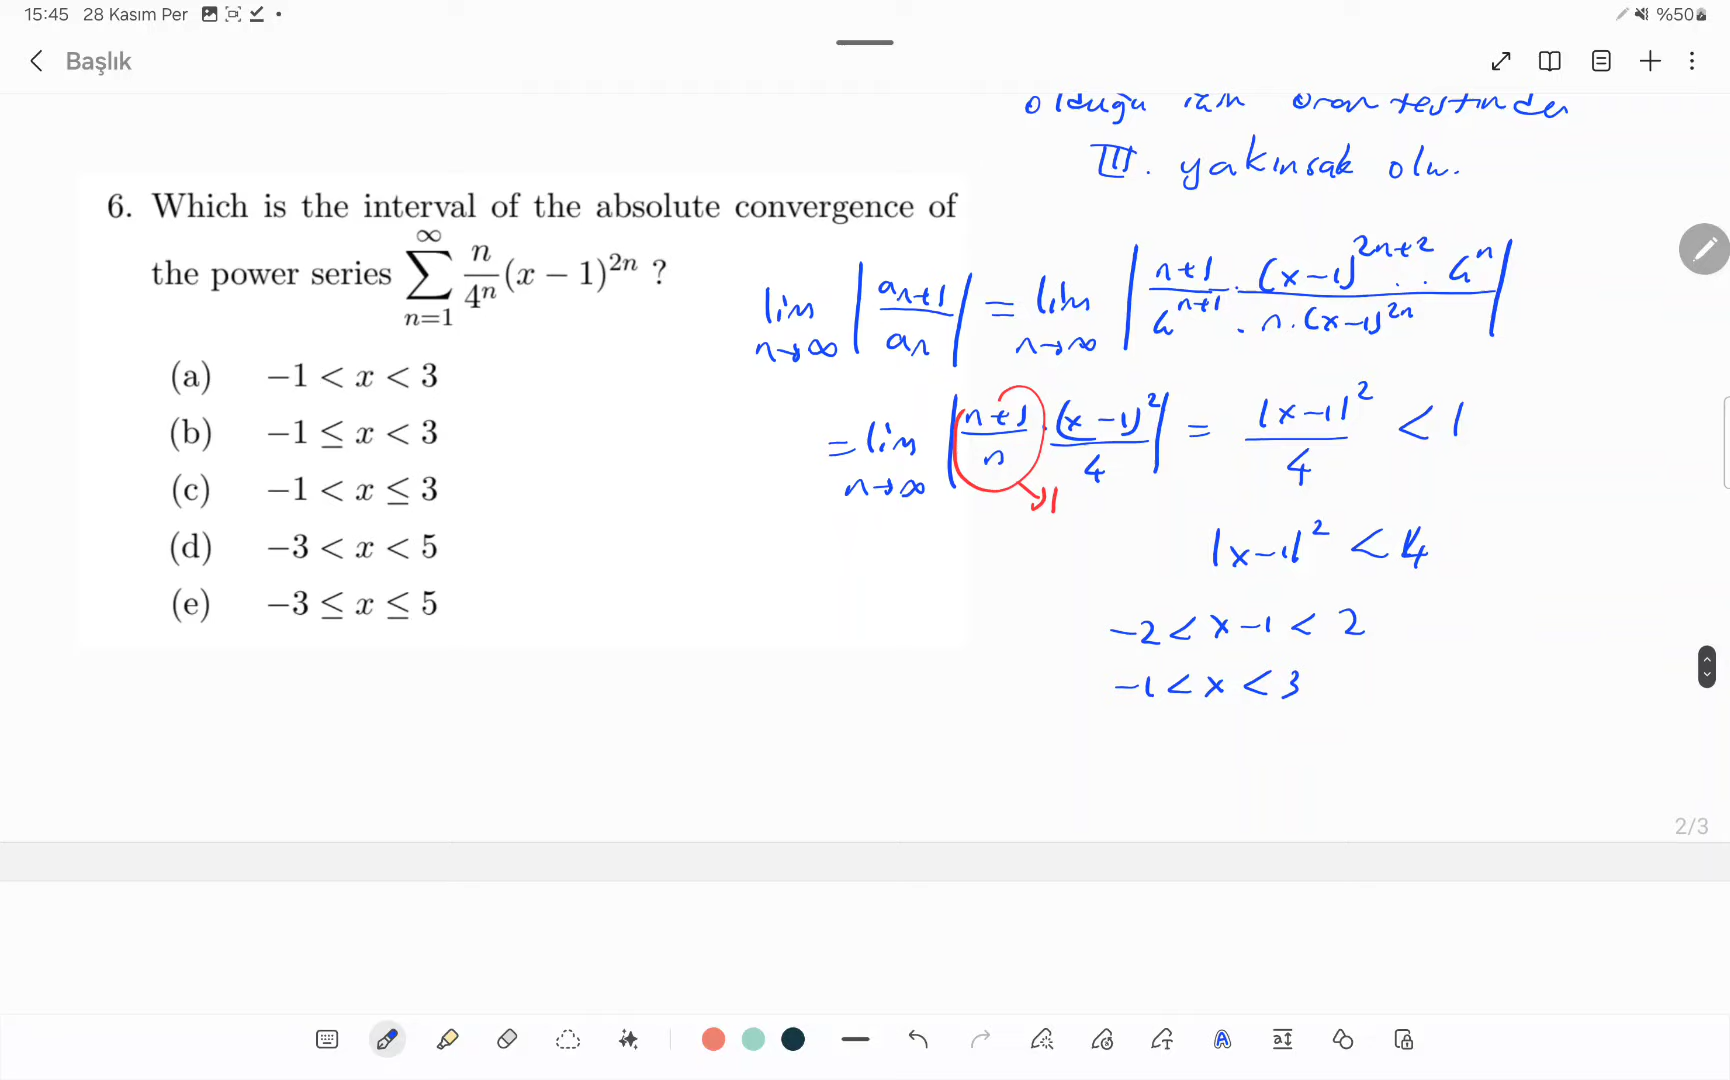 15:45 28 Kasım Per %50
Başlık
olduğu için oran testinden
III. yakınsak olur.
6. Which is the interval of the absolute convergence of
the power series ∑_{n=1}^{∞} n/4ⁿ (x − 1)²ⁿ ?
(a) −1 < x < 3
(b) −1 ≤ x < 3
(c) −1 < x ≤ 3
(d) −3 < x < 5
(e) −3 ≤ x ≤ 5
lim_{n→∞} |a_{n+1}/a_n| = lim_{n→∞} |(n+1)/4^{n+1} · (x−1)^{2n+2} · 4^n / (n·(x−1)^{2n})|
= lim_{n→∞} |(n+1)/n · (x−1)²/4| = |x−1|²/4 < 1
→1
|x−1|² < 4
−2 < x−1 < 2
−1 < x < 3
2/3